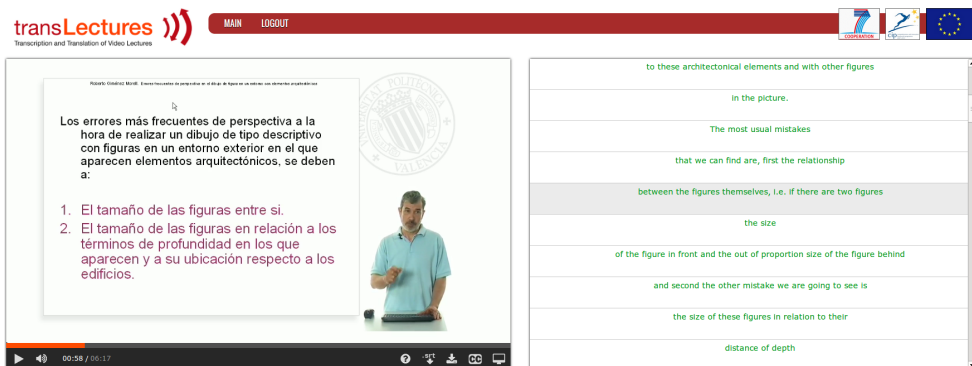 transLectures
Transcription and Translation of Video Lectures
MAIN LOGOUT
COOPERATION
Los errores más frecuentes de perspectiva a la
hora de realizar un dibujo de tipo descriptivo
con figuras en un entorno exterior en el que
aparecen elementos arquitectónicos, se deben
a:
1. El tamaño de las figuras entre si.
2. El tamaño de las figuras en relación a los
términos de profundidad en los que
aparecen y a su ubicación respecto a los
edificios.
00:58 / 06:17
.srt
CC
to these architectonical elements and with other figures
in the picture.
The most usual mistakes
that we can find are, first the relationship
between the figures themselves, i.e. if there are two figures
the size
of the figure in front and the out of proportion size of the figure behind
and second the other mistake we are going to see is
the size of these figures in relation to their
distance of depth